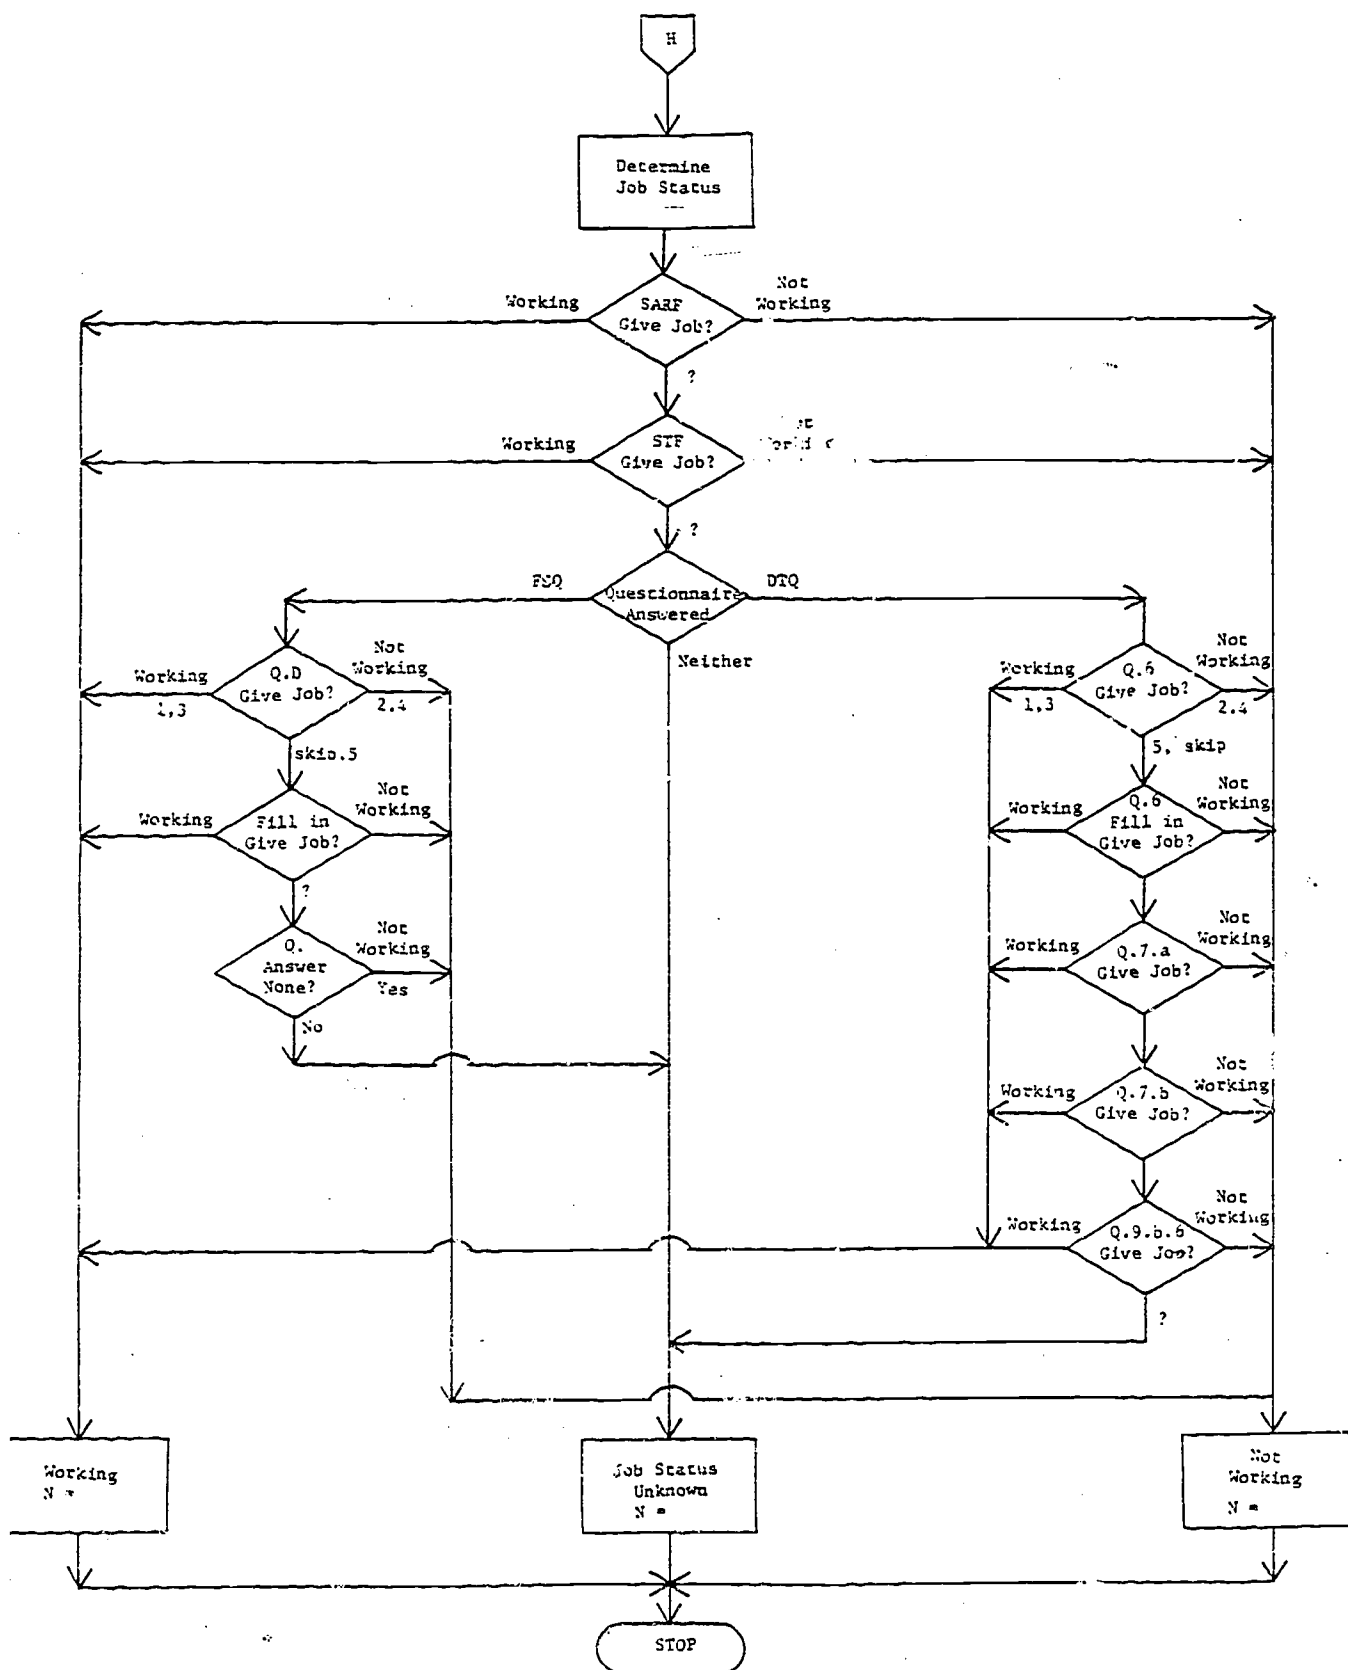 H
Determine
Job Status
Working
SARF
Give Job?
Not
Working
?
Working
STF
Give Job?
?
FSQ
Questionnaire
Answered
DTQ
Neither
Working
1,3
Q.D
Give Job?
Not
Working
2,4
skip.5
Working
Fill in
Give Job?
Not
Working
?
Q.
Answer
None?
Not
Working
Yes
No
Working
1,3
Q.6
Give Job?
Not
Working
2.4
5, skip
Working
Q.6
Fill in
Give Job?
Not
Working
Working
Q.7.a
Give Job?
Not
Working
Working
Q.7.b
Give Job?
Not
Working
Working
Q.9.b.6
Give Job?
Not
Working
?
Working
N =
Job Status
Unknown
N =
Not
Working
N =
STOP